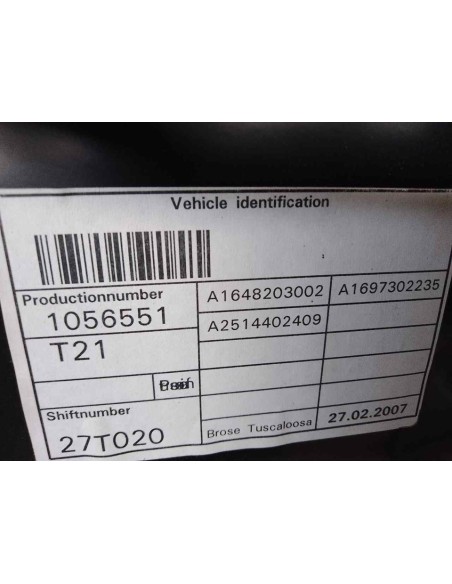 Vehicle identification
Productionnumber
1056551
T21
Shiftnumber
27T020
A1648203002 A1697302235
A2514402409
Brose Tuscaloosa 27.02.2007